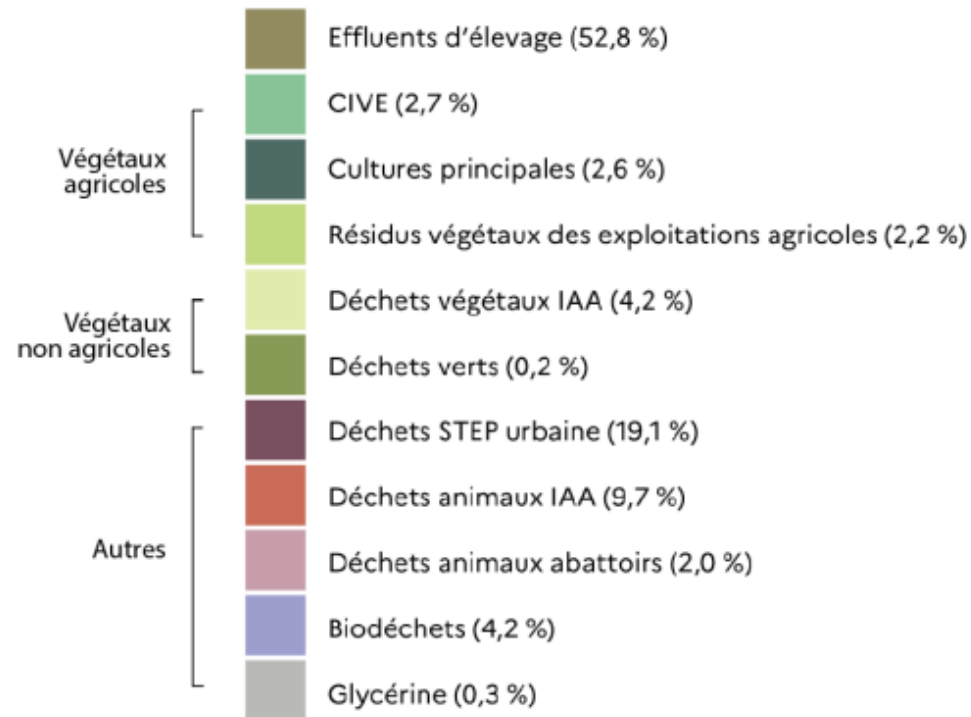 Effluents d'élevage (52,8 %)
Végétaux
agricoles
CIVE (2,7 %)
Cultures principales (2,6 %)
Résidus végétaux des exploitations agricoles (2,2 %)
Végétaux
non agricoles
Déchets végétaux IAA (4,2 %)
Déchets verts (0,2 %)
Autres
Déchets STEP urbaine (19,1 %)
Déchets animaux IAA (9,7 %)
Déchets animaux abattoirs (2,0 %)
Biodéchets (4,2 %)
Glycérine (0,3 %)